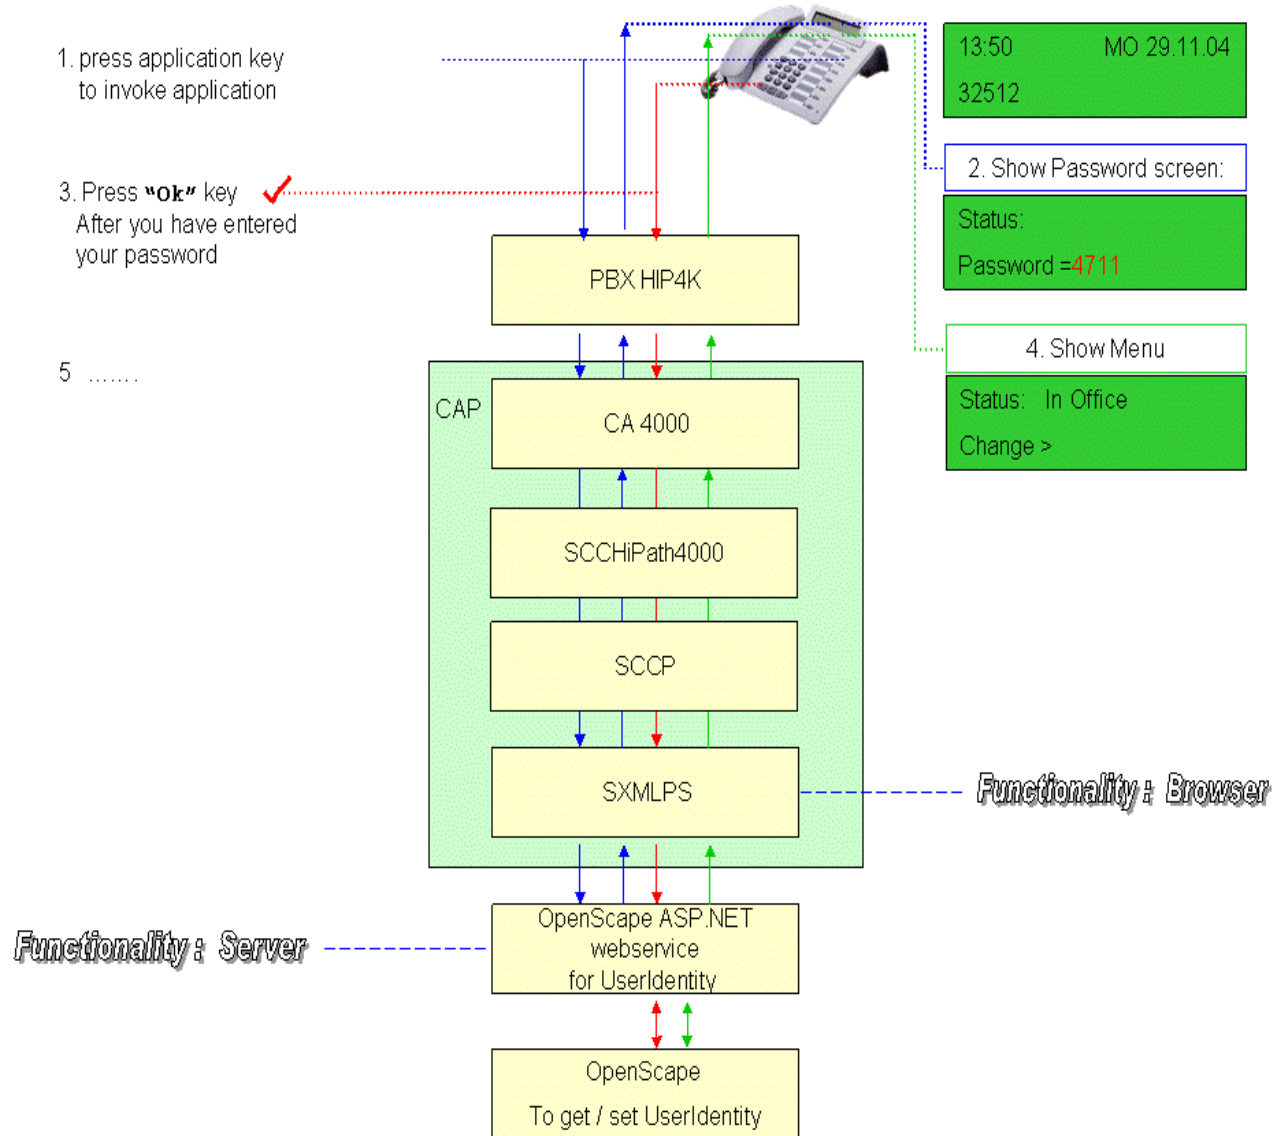 1. press application key
to invoke application
13:50 MO 29.11.04
32512
2. Show Password screen:
3. Press "Ok" key
After you have entered
your password
Status:
Password =4711
PBX HIP4K
4. Show Menu
5 .......
Status: In Office
Change >
CAP
CA 4000
SCCHiPath4000
SCCP
SXMLPS
Functionality : Browser
OpenScape ASP.NET
webservice
for UserIdentity
Functionality : Server
OpenScape
To get / set UserIdentity